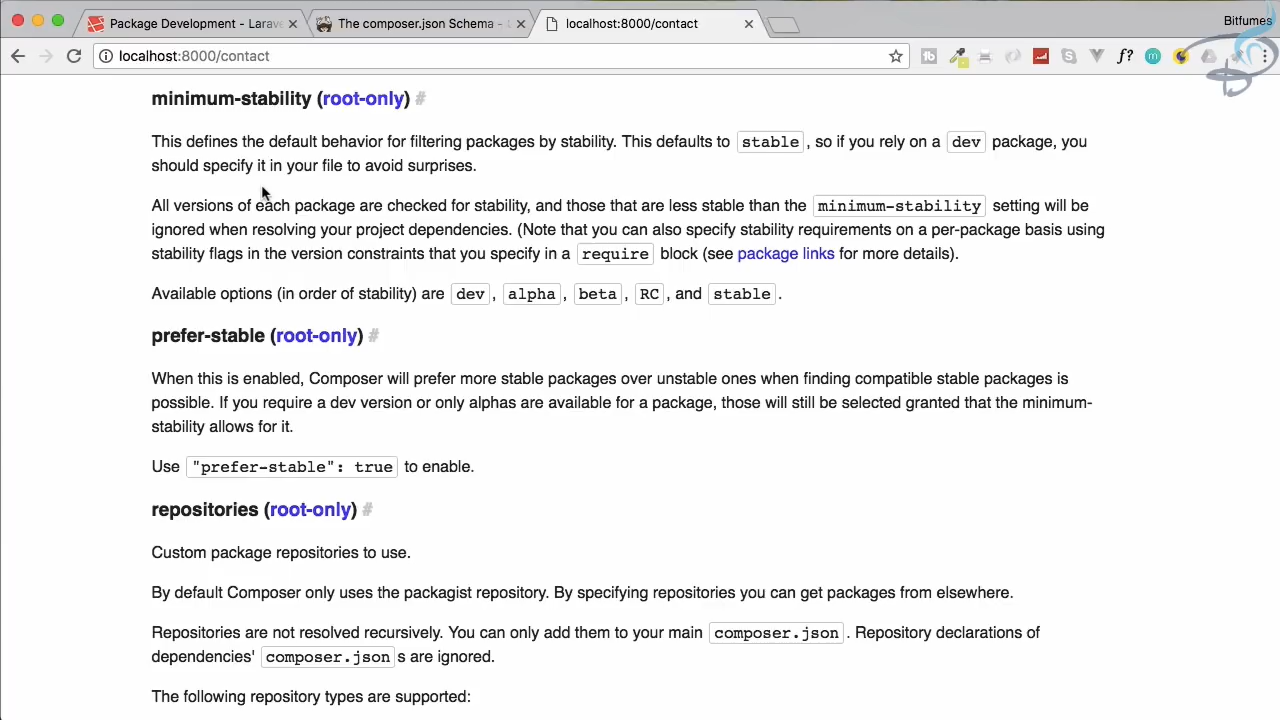 Package Development - Larave
The composer.json Schema -
localhost:8000/contact
Bitfumes
localhost:8000/contact
f?
minimum-stability (root-only) #
This defines the default behavior for filtering packages by stability. This defaults to stable, so if you rely on a dev package, you
should specify it in your file to avoid surprises.
All versions of each package are checked for stability, and those that are less stable than the minimum-stability setting will be
ignored when resolving your project dependencies. (Note that you can also specify stability requirements on a per-package basis using
stability flags in the version constraints that you specify in a require block (see package links for more details).
Available options (in order of stability) are dev, alpha, beta, RC, and stable.
prefer-stable (root-only) #
When this is enabled, Composer will prefer more stable packages over unstable ones when finding compatible stable packages is
possible. If you require a dev version or only alphas are available for a package, those will still be selected granted that the minimum-
stability allows for it.
Use "prefer-stable": true to enable.
repositories (root-only) #
Custom package repositories to use.
By default Composer only uses the packagist repository. By specifying repositories you can get packages from elsewhere.
Repositories are not resolved recursively. You can only add them to your main composer.json. Repository declarations of
dependencies' composer.jsons are ignored.
The following repository types are supported: